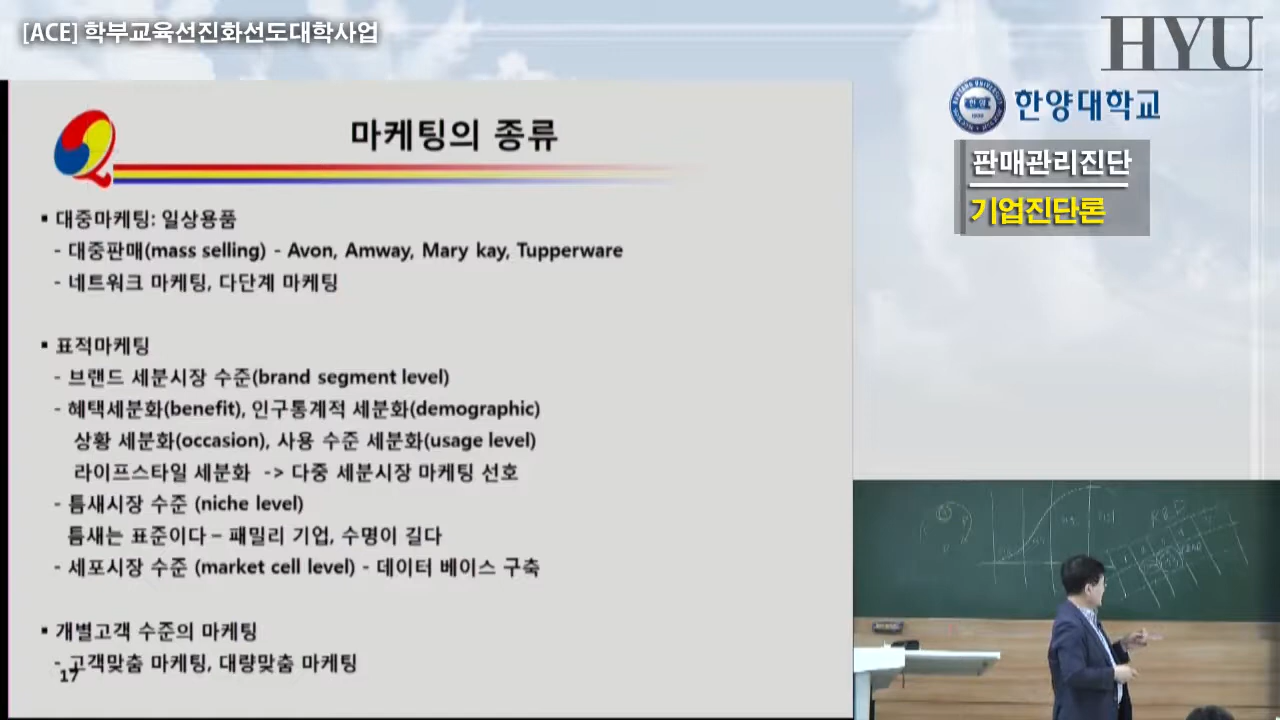 [ACE] 학부교육선진화선도대학사업
HYU
한양대학교
판매관리진단
기업진단론
마케팅의 종류
▪ 대중마케팅: 일상용품
- 대중판매(mass selling) - Avon, Amway, Mary kay, Tupperware
- 네트워크 마케팅, 다단계 마케팅
▪ 표적마케팅
- 브랜드 세분시장 수준(brand segment level)
- 혜택세분화(benefit), 인구통계적 세분화(demographic)
상황 세분화(occasion), 사용 수준 세분화(usage level)
라이프스타일 세분화 -> 다중 세분시장 마케팅 선호
- 틈새시장 수준 (niche level)
틈새는 표준이다 – 패밀리 기업, 수명이 길다
- 세포시장 수준 (market cell level) - 데이터 베이스 구축
▪ 개별고객 수준의 마케팅
- 고객맞춤 마케팅, 대량맞춤 마케팅
17